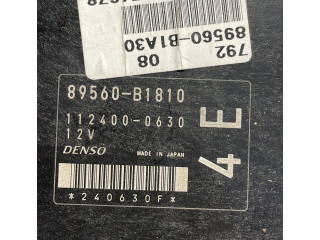 792
89560-B1A30
08
89560-B1810
112400-0630
12V
DENSO
MADE IN JAPAN
4E
*240630F*